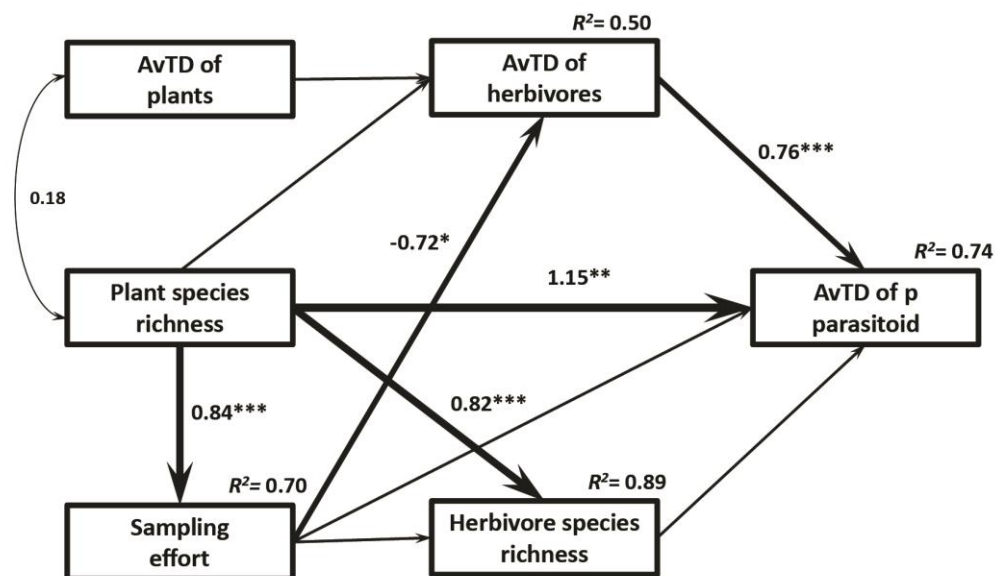 R²= 0.50
AvTD of
plants
AvTD of
herbivores
0.76***
0.18
-0.72*
R²= 0.74
Plant species
richness
1.15**
AvTD of p
parasitoid
0.84***
0.82***
R²= 0.70
R²= 0.89
Sampling
effort
Herbivore species
richness